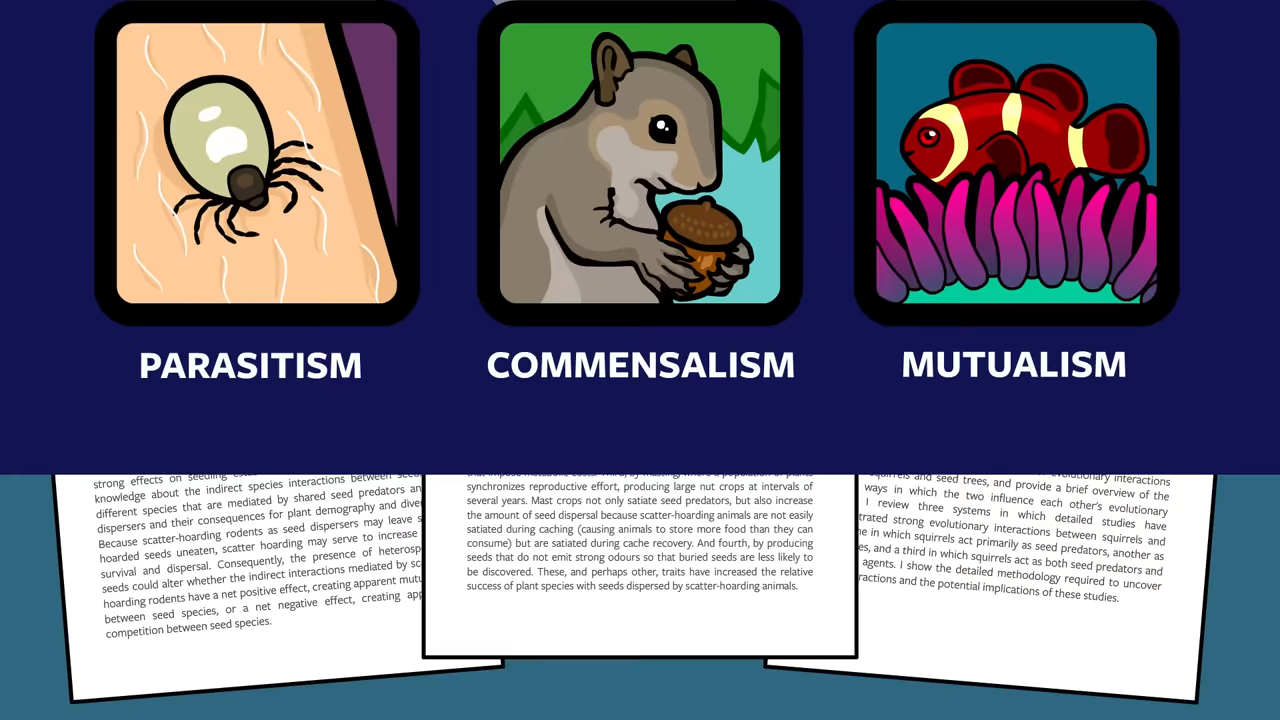 PARASITISM
COMMENSALISM
MUTUALISM
strong effects on seedling
knowledge about the indirect species interactions between
different species that are mediated by shared seed predators
dispersers and their consequences for plant demography and
Because scatter-hoarding rodents as seed dispersers may leave
hoarded seeds uneaten, scatter hoarding may serve to increase
survival and dispersal. Consequently, the presence of
seeds could alter whether the indirect interactions mediated by
hoarding rodents have a net positive effect, creating apparent
between seed species, or a net negative effect, creating
competition between seed species.
synchronizes reproductive effort, producing large nut crops at intervals of
several years. Mast crops not only satiate seed predators, but also increase
the amount of seed dispersal because scatter-hoarding animals are not easily
satiated during caching (causing animals to store more food than they can
consume) but are satiated during cache recovery. And fourth, by producing
seeds that do not emit strong odours so that buried seeds are less likely to
be discovered. These, and perhaps other, traits have increased the relative
success of plant species with seeds dispersed by scatter-hoarding animals.
interactions
squirrels and seed trees, and provide a brief overview of the
ways in which the two influence each other's evolutionary
I review three systems in which detailed studies have
strong evolutionary interactions between squirrels and
in which squirrels act primarily as seed predators, another as
and a third in which squirrels act as both seed predators and
agents. I show the detailed methodology required to uncover
and the potential implications of these studies.